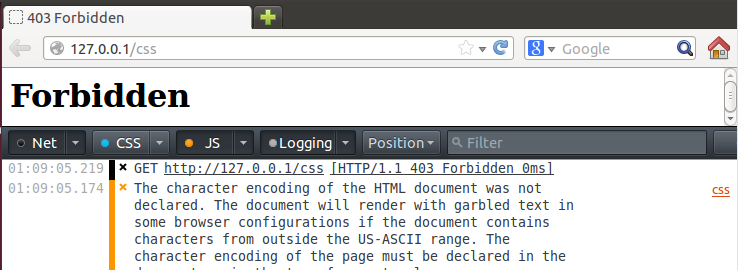 403 Forbidden
127.0.0.1/css
Google
Forbidden
Net CSS JS Logging Position Filter
01:09:05.219 × GET http://127.0.0.1/css [HTTP/1.1 403 Forbidden 0ms]
01:09:05.174 × The character encoding of the HTML document was not css
declared. The document will render with garbled text in
some browser configurations if the document contains
characters from outside the US-ASCII range. The
character encoding of the page must be declared in the